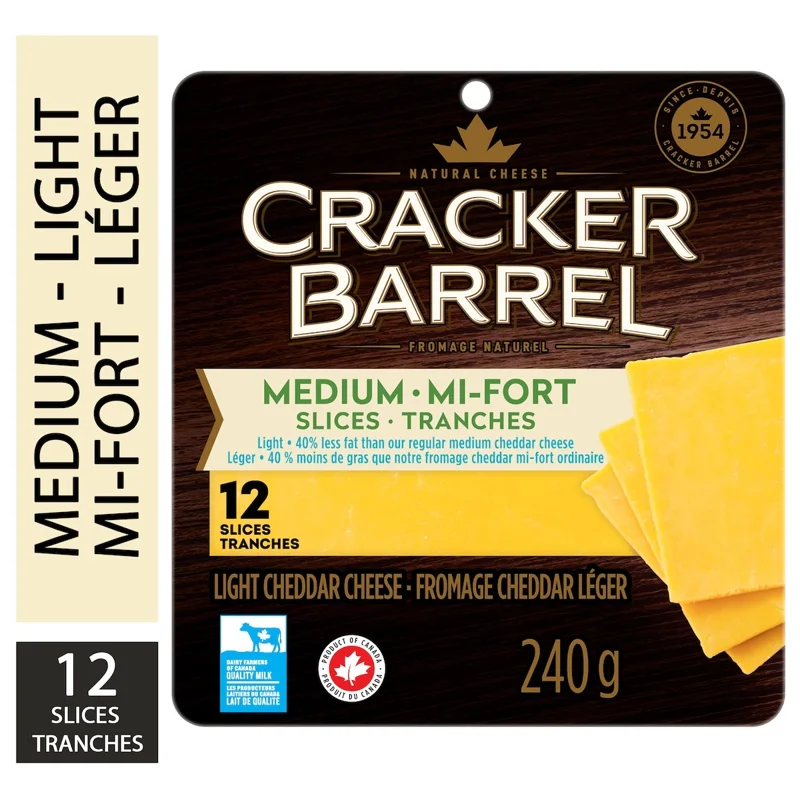 MEDIUM - LIGHT
MI-FORT - LÉGER
12
SLICES
TRANCHES
SINCE · DEPUIS
1954
CRACKER BARREL
NATURAL CHEESE
CRACKER
BARREL
FROMAGE NATUREL
MEDIUM • MI-FORT
SLICES • TRANCHES
Light • 40% less fat than our regular medium cheddar cheese
Léger • 40 % moins de gras que notre fromage cheddar mi-fort ordinaire
12
SLICES
TRANCHES
LIGHT CHEDDAR CHEESE • FROMAGE CHEDDAR LÉGER
DAIRY FARMERS
OF CANADA
QUALITY MILK
LES PRODUCTEURS
LAITIERS DU CANADA
LAIT DE QUALITÉ
PRODUCT OF CANADA
PRODUIT DU CANADA
240 g